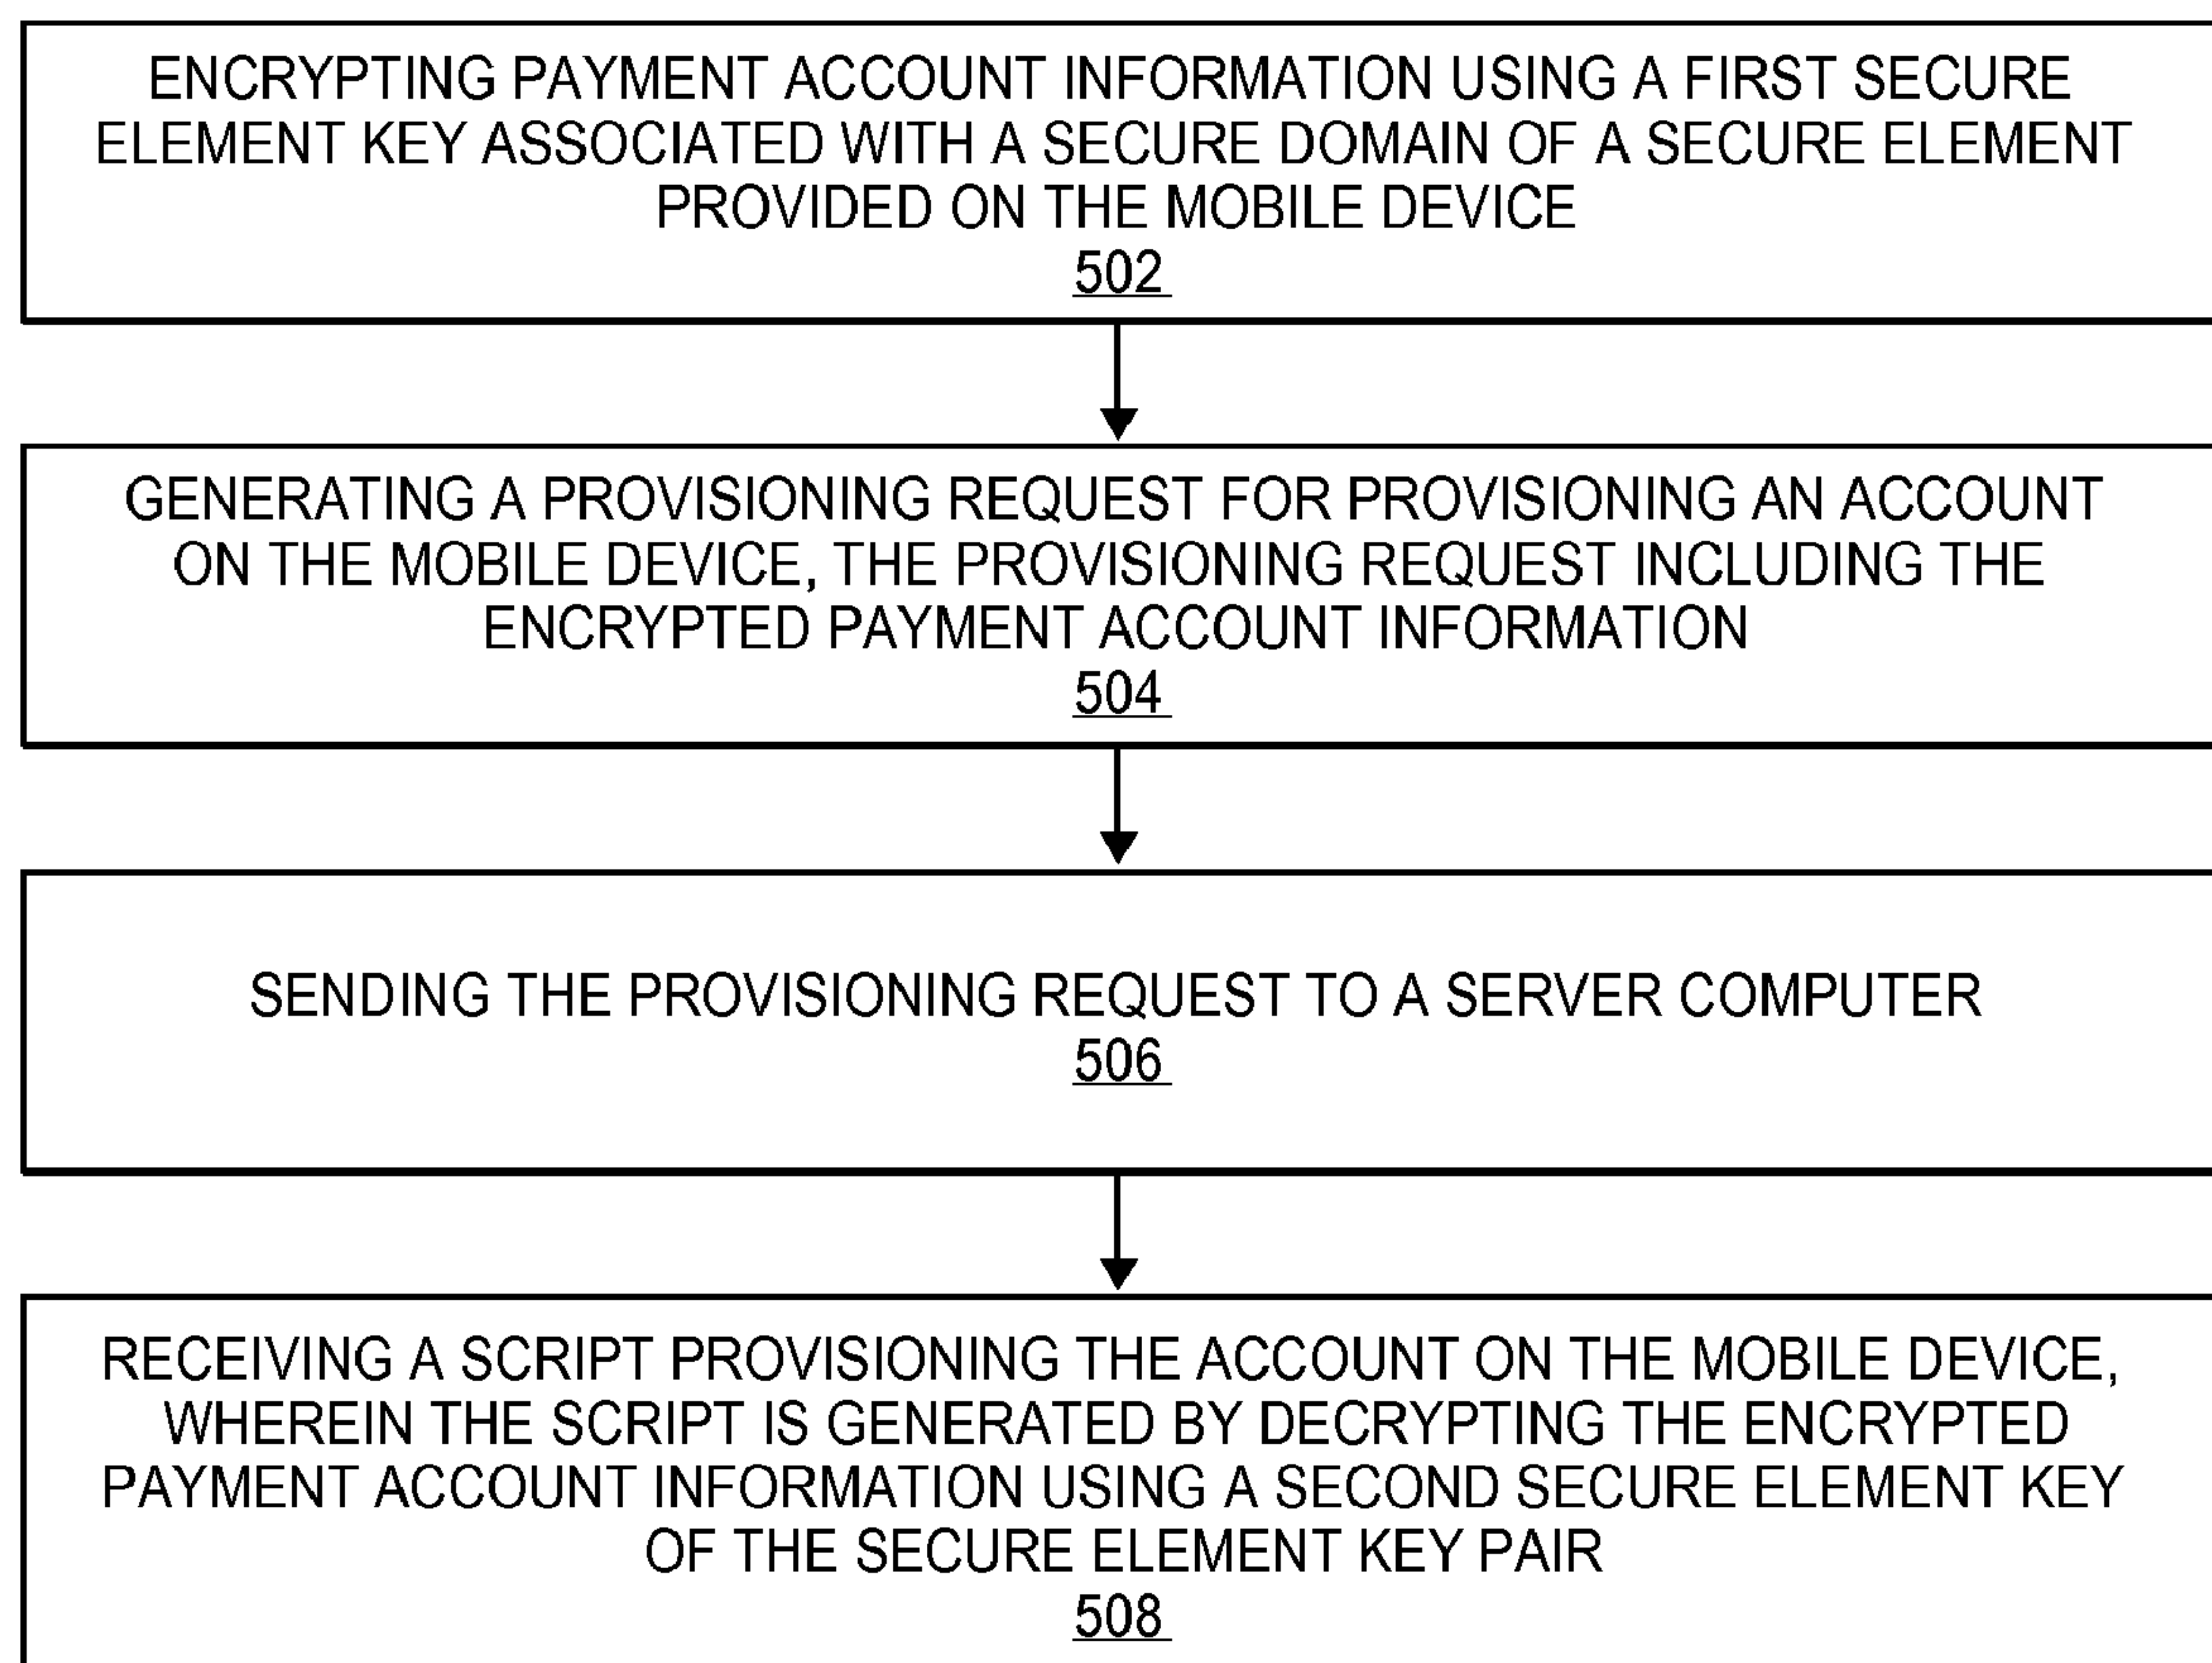 ENCRYPTING PAYMENT ACCOUNT INFORMATION USING A FIRST SECURE
ELEMENT KEY ASSOCIATED WITH A SECURE DOMAIN OF A SECURE ELEMENT
PROVIDED ON THE MOBILE DEVICE
502
GENERATING A PROVISIONING REQUEST FOR PROVISIONING AN ACCOUNT
ON THE MOBILE DEVICE, THE PROVISIONING REQUEST INCLUDING THE
ENCRYPTED PAYMENT ACCOUNT INFORMATION
504
SENDING THE PROVISIONING REQUEST TO A SERVER COMPUTER
506
RECEIVING A SCRIPT PROVISIONING THE ACCOUNT ON THE MOBILE DEVICE,
WHEREIN THE SCRIPT IS GENERATED BY DECRYPTING THE ENCRYPTED
PAYMENT ACCOUNT INFORMATION USING A SECOND SECURE ELEMENT KEY
OF THE SECURE ELEMENT KEY PAIR
508